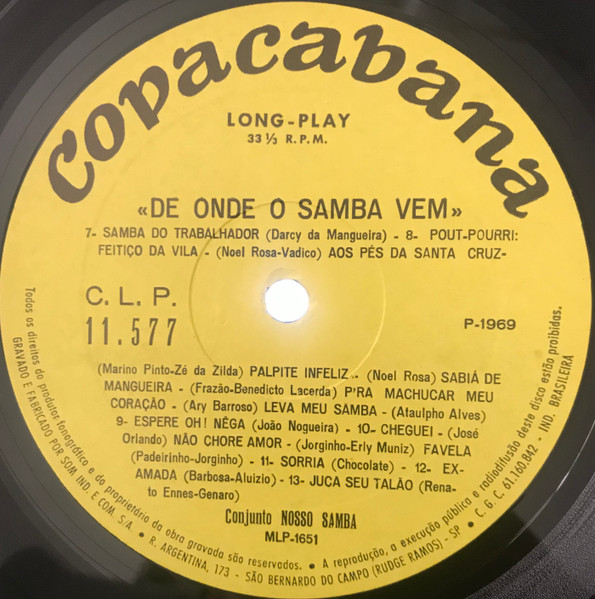 Copacabana
LONG-PLAY
33 ⅓ R.P.M.
«DE ONDE O SAMBA VEM»
7- SAMBA DO TRABALHADOR (Darcy da Mangueira) - 8- POUT-POURRI:
FEITIÇO DA VILA - (Noel Rosa-Vadico) AOS PÉS DA SANTA CRUZ-
C. L. P.
11.577
P-1969
(Marino Pinto-Zé da Zilda) PALPITE INFELIZ - (Noel Rosa) SABIÁ DE
MANGUEIRA - (Frazão-Benedicto Lacerda) P'RA MACHUCAR MEU
CORAÇÃO - (Ary Barroso) LEVA MEU SAMBA - (Ataulpho Alves)
9- ESPERE OH! NÊGA (João Nogueira) - 10- CHEGUEI - (José
Orlando) NÃO CHORE AMOR - (Jorginho-Erly Muniz) FAVELA
(Padeirinho-Jorginho) - 11- SORRIA (Chocolate) - 12- EX-
AMADA (Barbosa-Aluizio) - 13- JUCA SEU TALÃO (Rena-
to Ennes-Genaro)
Conjunto NOSSO SAMBA
MLP-1651
Todos os direitos do produtor fonográfico e do proprietário da obra gravada são reservados. • A reprodução, a execução pública e radiodifusão deste disco estão proibidas.
GRAVADO E FABRICADO POR SOM IND. E COM. S/A. • R. ARGENTINA, 173 - SÃO BERNARDO DO CAMPO (RUDGE RAMOS) - SP • C. G. C. 61.160.842 - IND. BRASILEIRA